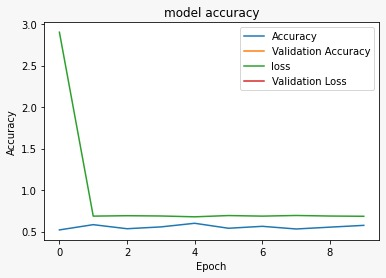 model accuracy
Accuracy
Validation Accuracy
loss
Validation Loss
3.0
2.5
2.0
1.5
1.0
0.5
Accuracy
0 2 4 6 8
Epoch